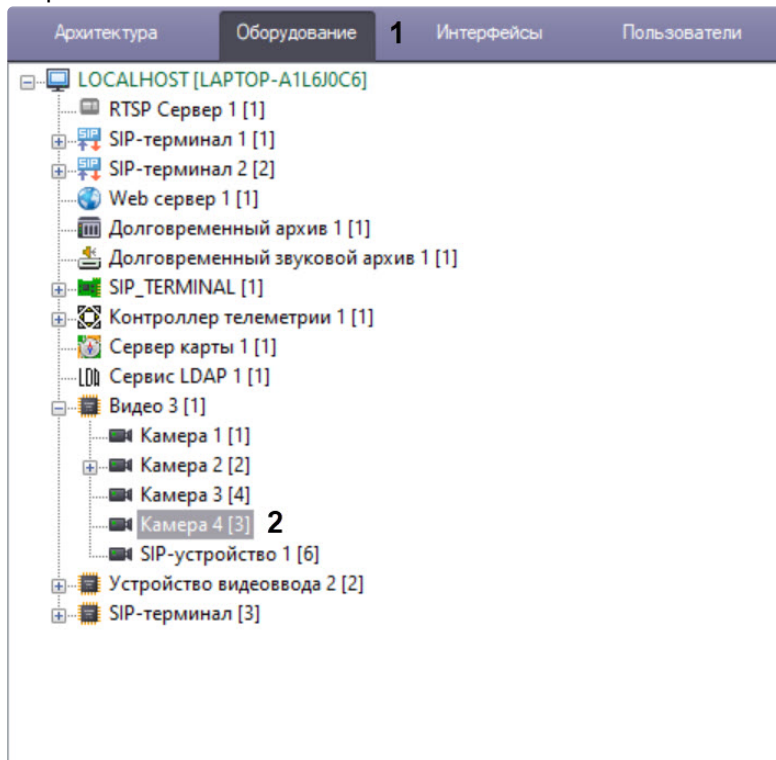 Архитектура Оборудование 1 Интерфейсы Пользователи
LOCALHOST [LAPTOP-A1L6J0C6]
RTSP Сервер 1 [1]
SIP SIP-терминал 1 [1]
SIP SIP-терминал 2 [2]
Web сервер 1 [1]
Долговременный архив 1 [1]
Долговременный звуковой архив 1 [1]
SIP_TERMINAL [1]
Контроллер телеметрии 1 [1]
Сервер карты 1 [1]
Сервис LDAP 1 [1]
Видео 3 [1]
Камера 1 [1]
Камера 2 [2]
Камера 3 [4]
Камера 4 [3] 2
SIP-устройство 1 [6]
Устройство видеоввода 2 [2]
SIP-терминал [3]